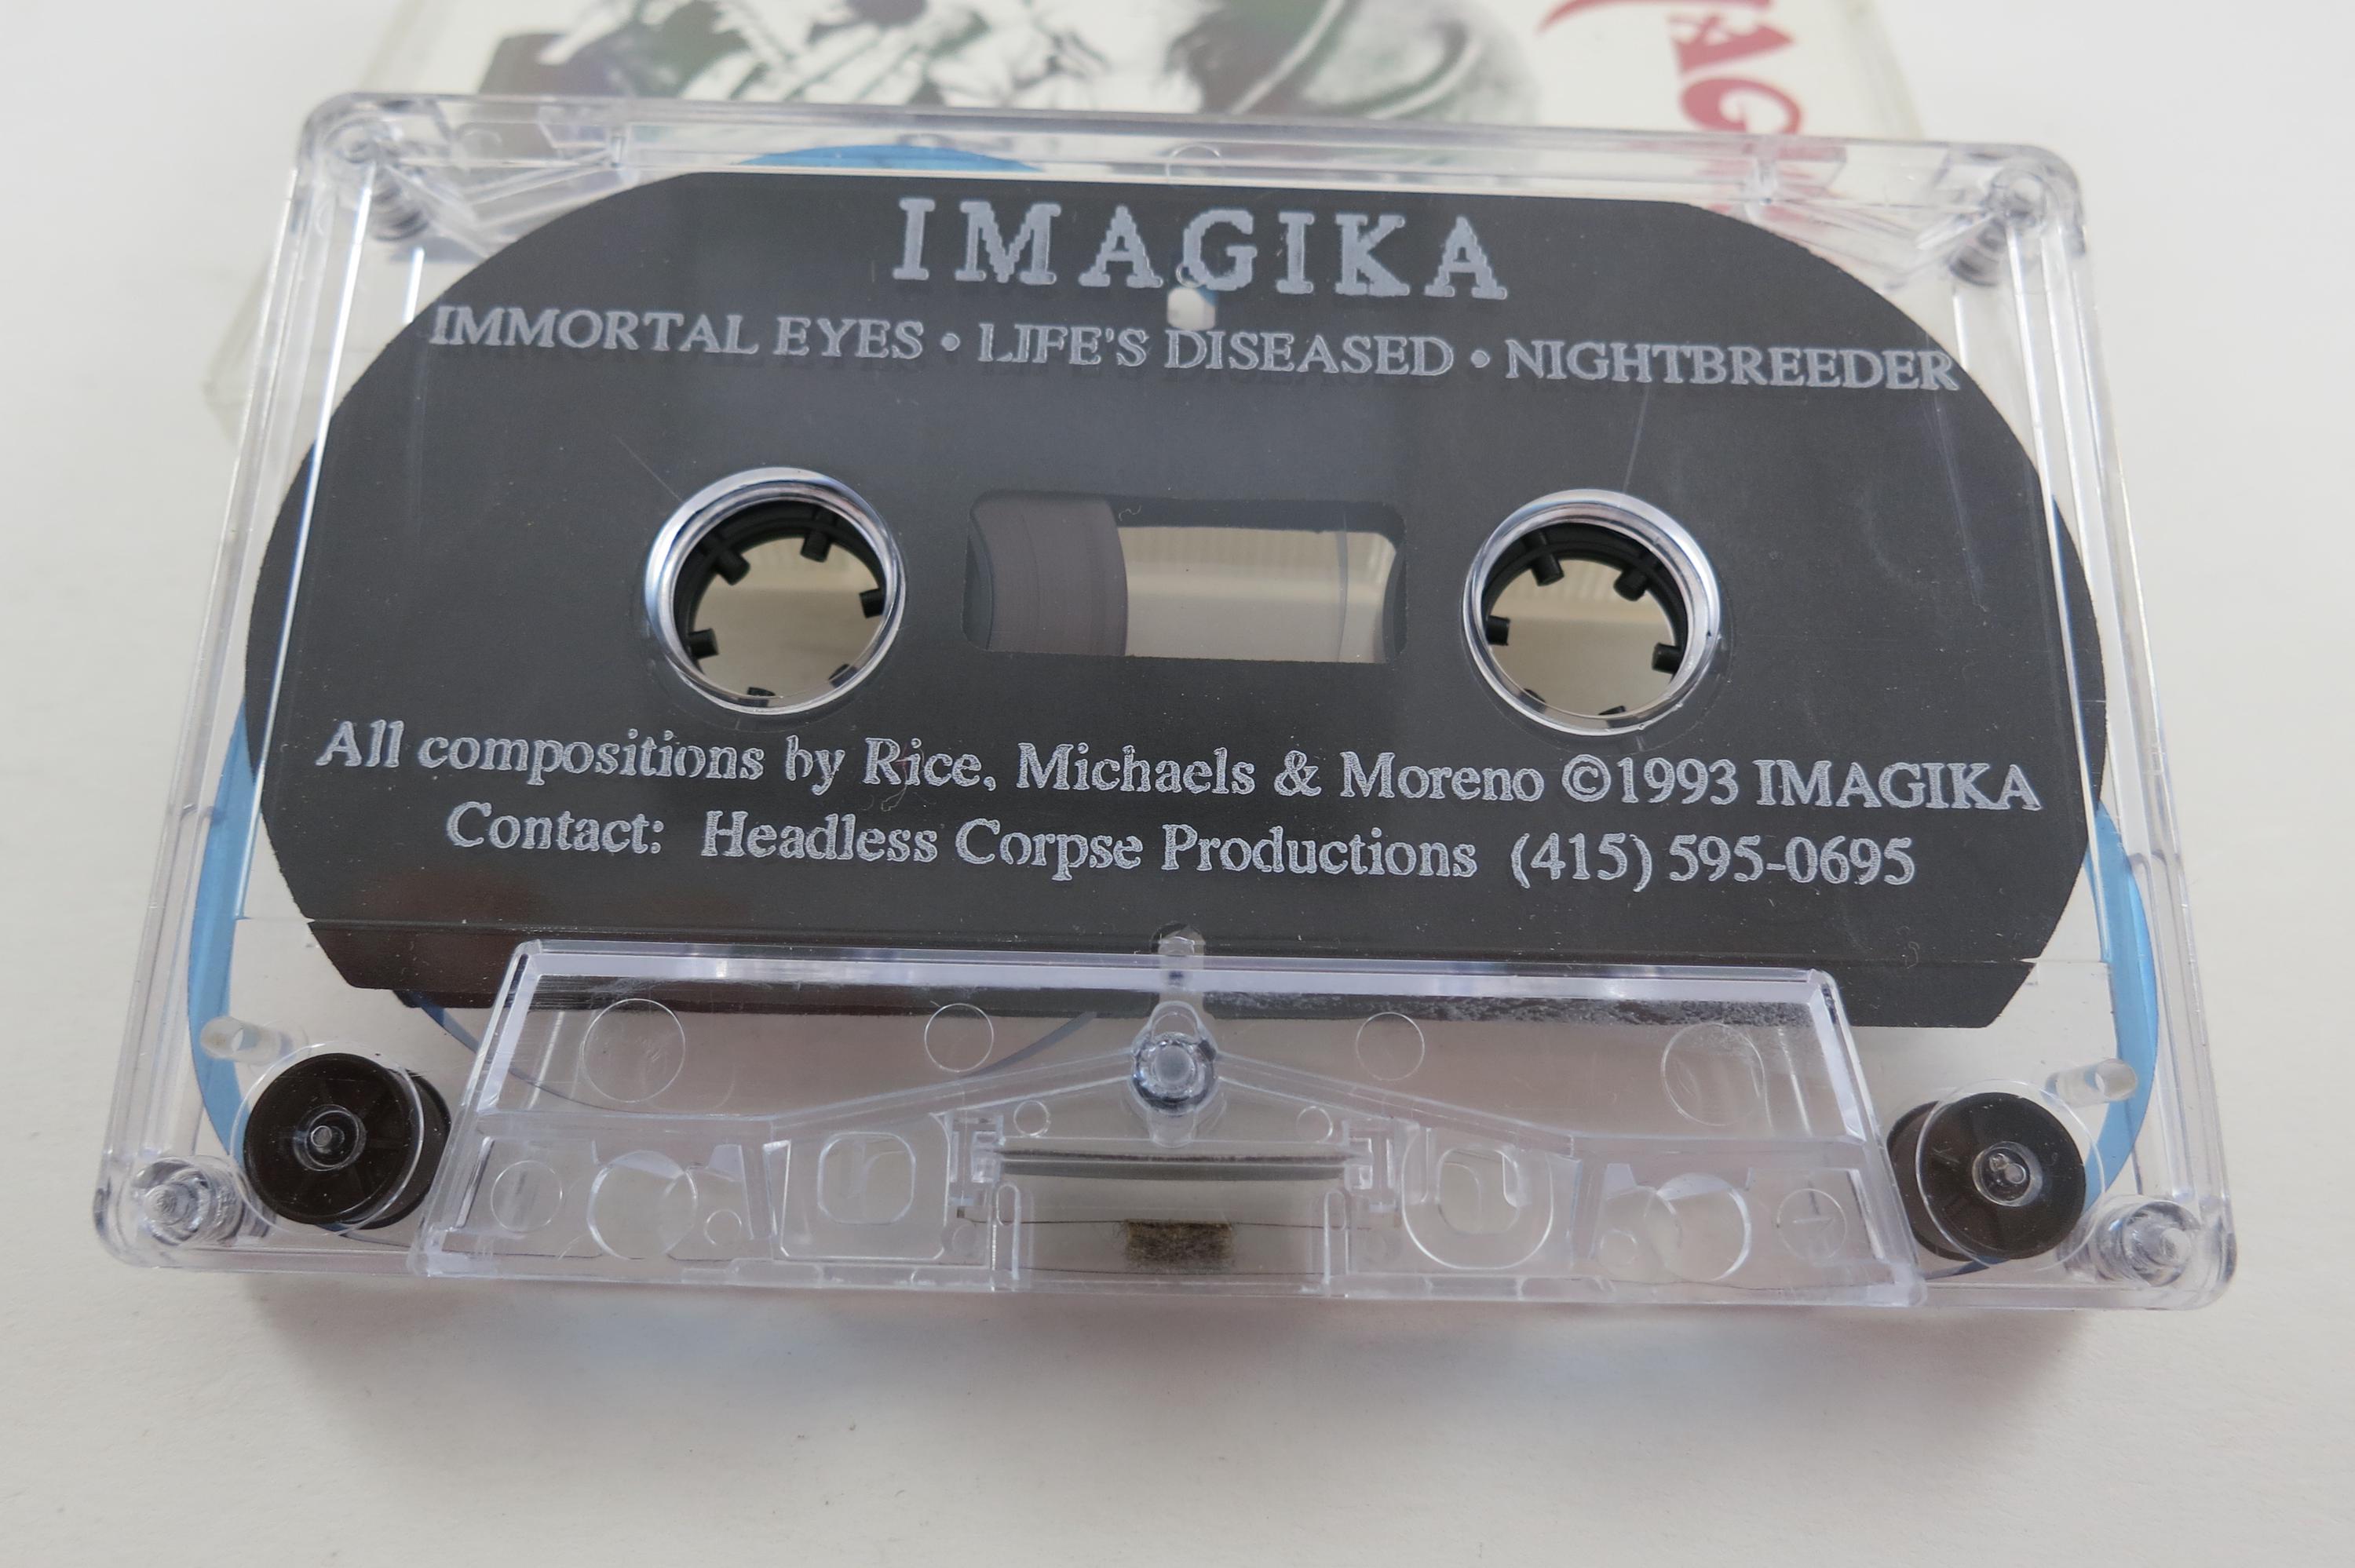 IMAGIKA
IMMORTAL EYES • LIFE'S DISEASED • NIGHTBREEDER
All compositions by Rice, Michaels & Moreno ©1993 IMAGIKA
Contact: Headless Corpse Productions (415) 595-0695